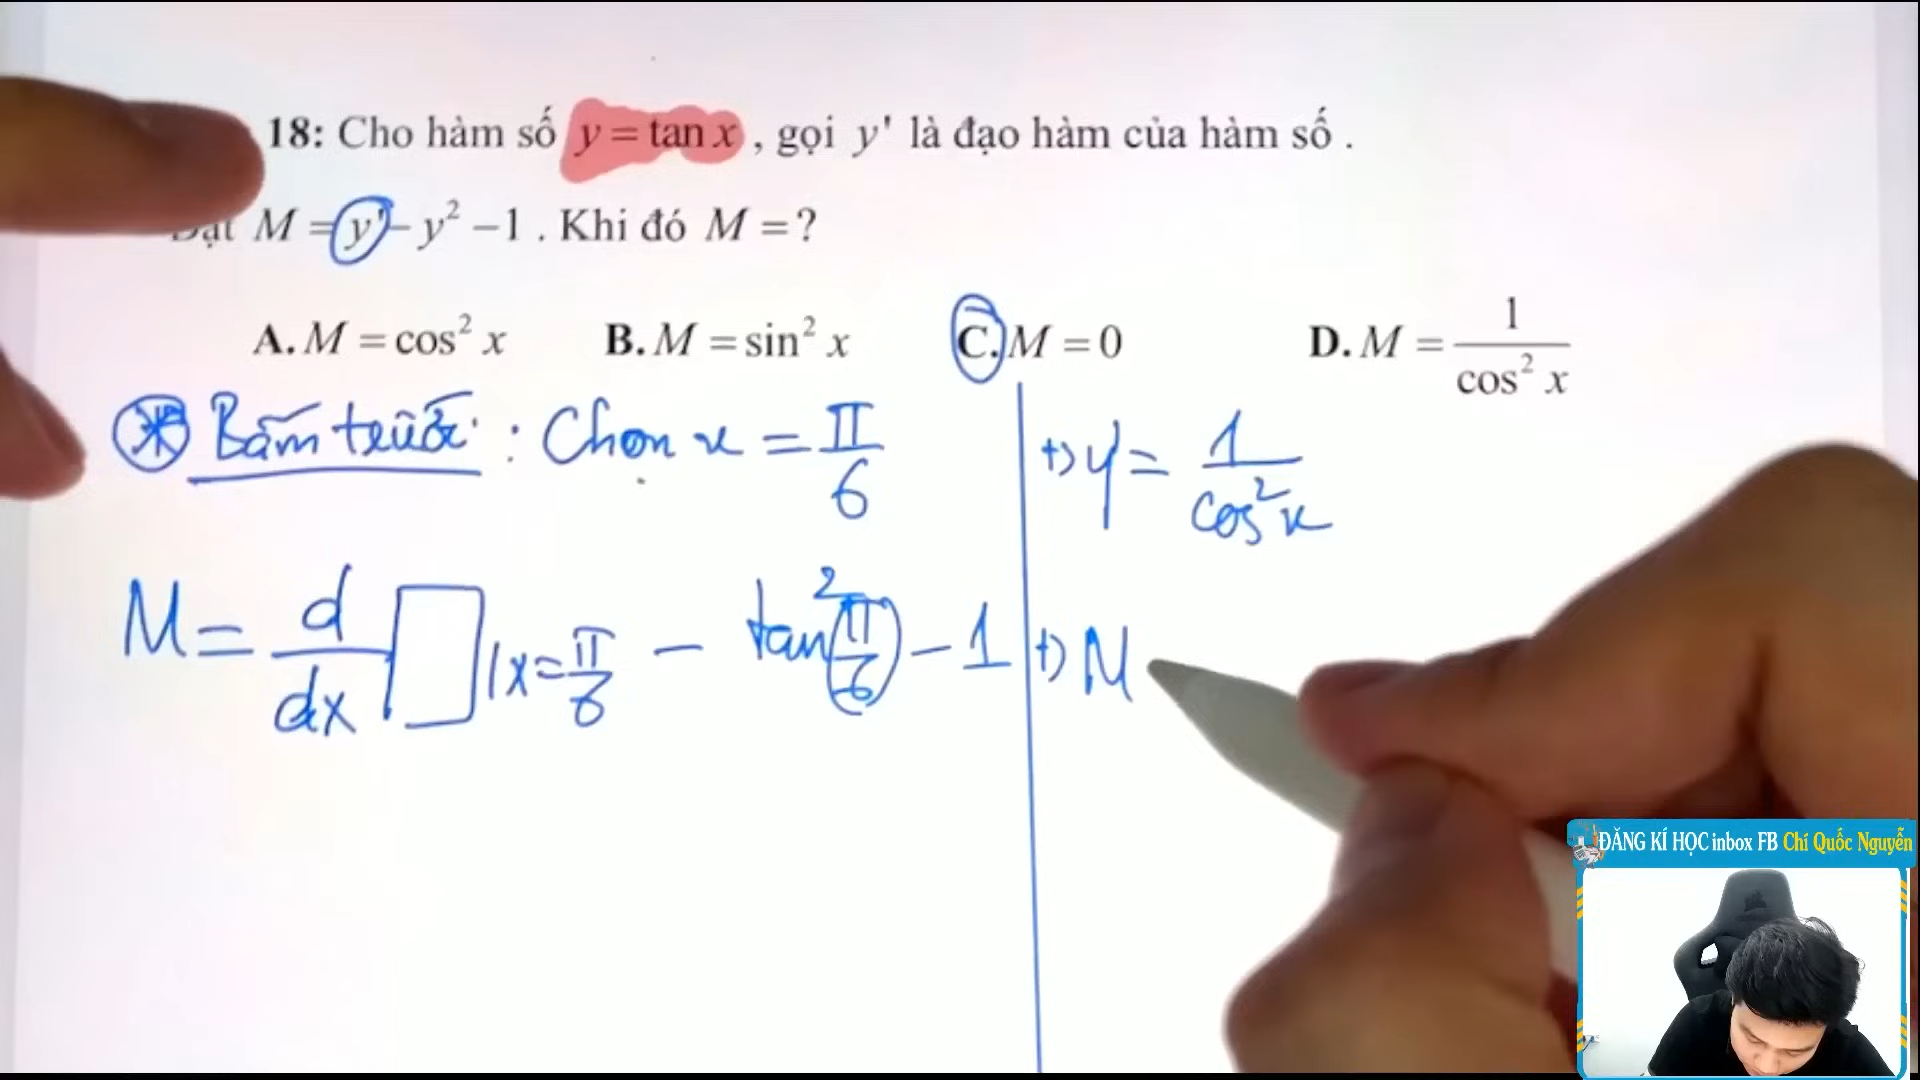 18: Cho hàm số y = tan x , gọi y' là đạo hàm của hàm số .
Đặt M = y' - y² - 1 . Khi đó M = ?
A. M = cos² x B. M = sin² x C. M = 0 D. M = 1/cos² x
Bấm trước : Chọn x = π/6
+) y' = 1/cos²x
M = d/dx □ |x=π/6 - tan²(π/6) - 1
+) M
ĐĂNG KÍ HỌC inbox FB Chí Quốc Nguyễn